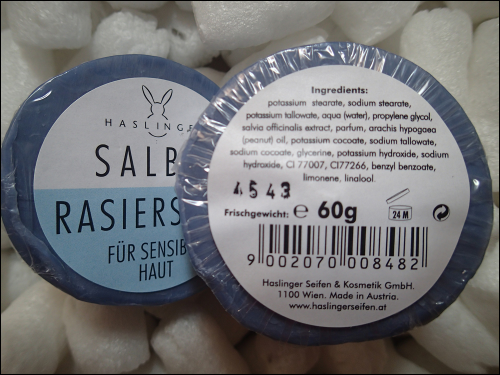 HASLINGE
SALB
RASIERS
FÜR SENSIB
HAUT
Ingredients:
potassium stearate, sodium stearate,
potassium tallowate, aqua (water), propylene glycol,
salvia officinalis extract, parfum, arachis hypogaea
(peanut) oil, potassium cocoate, sodium tallowate,
sodium cocoate, glycerine, potassium hydroxide, sodium
hydroxide, CI 77007, CI77266, benzyl benzoate,
limonene, linalool.
4543
Frischgewicht: e 60g
24 M
9 002070 008482
Haslinger Seifen & Kosmetik GmbH.
1100 Wien. Made in Austria.
www.haslingerseifen.at